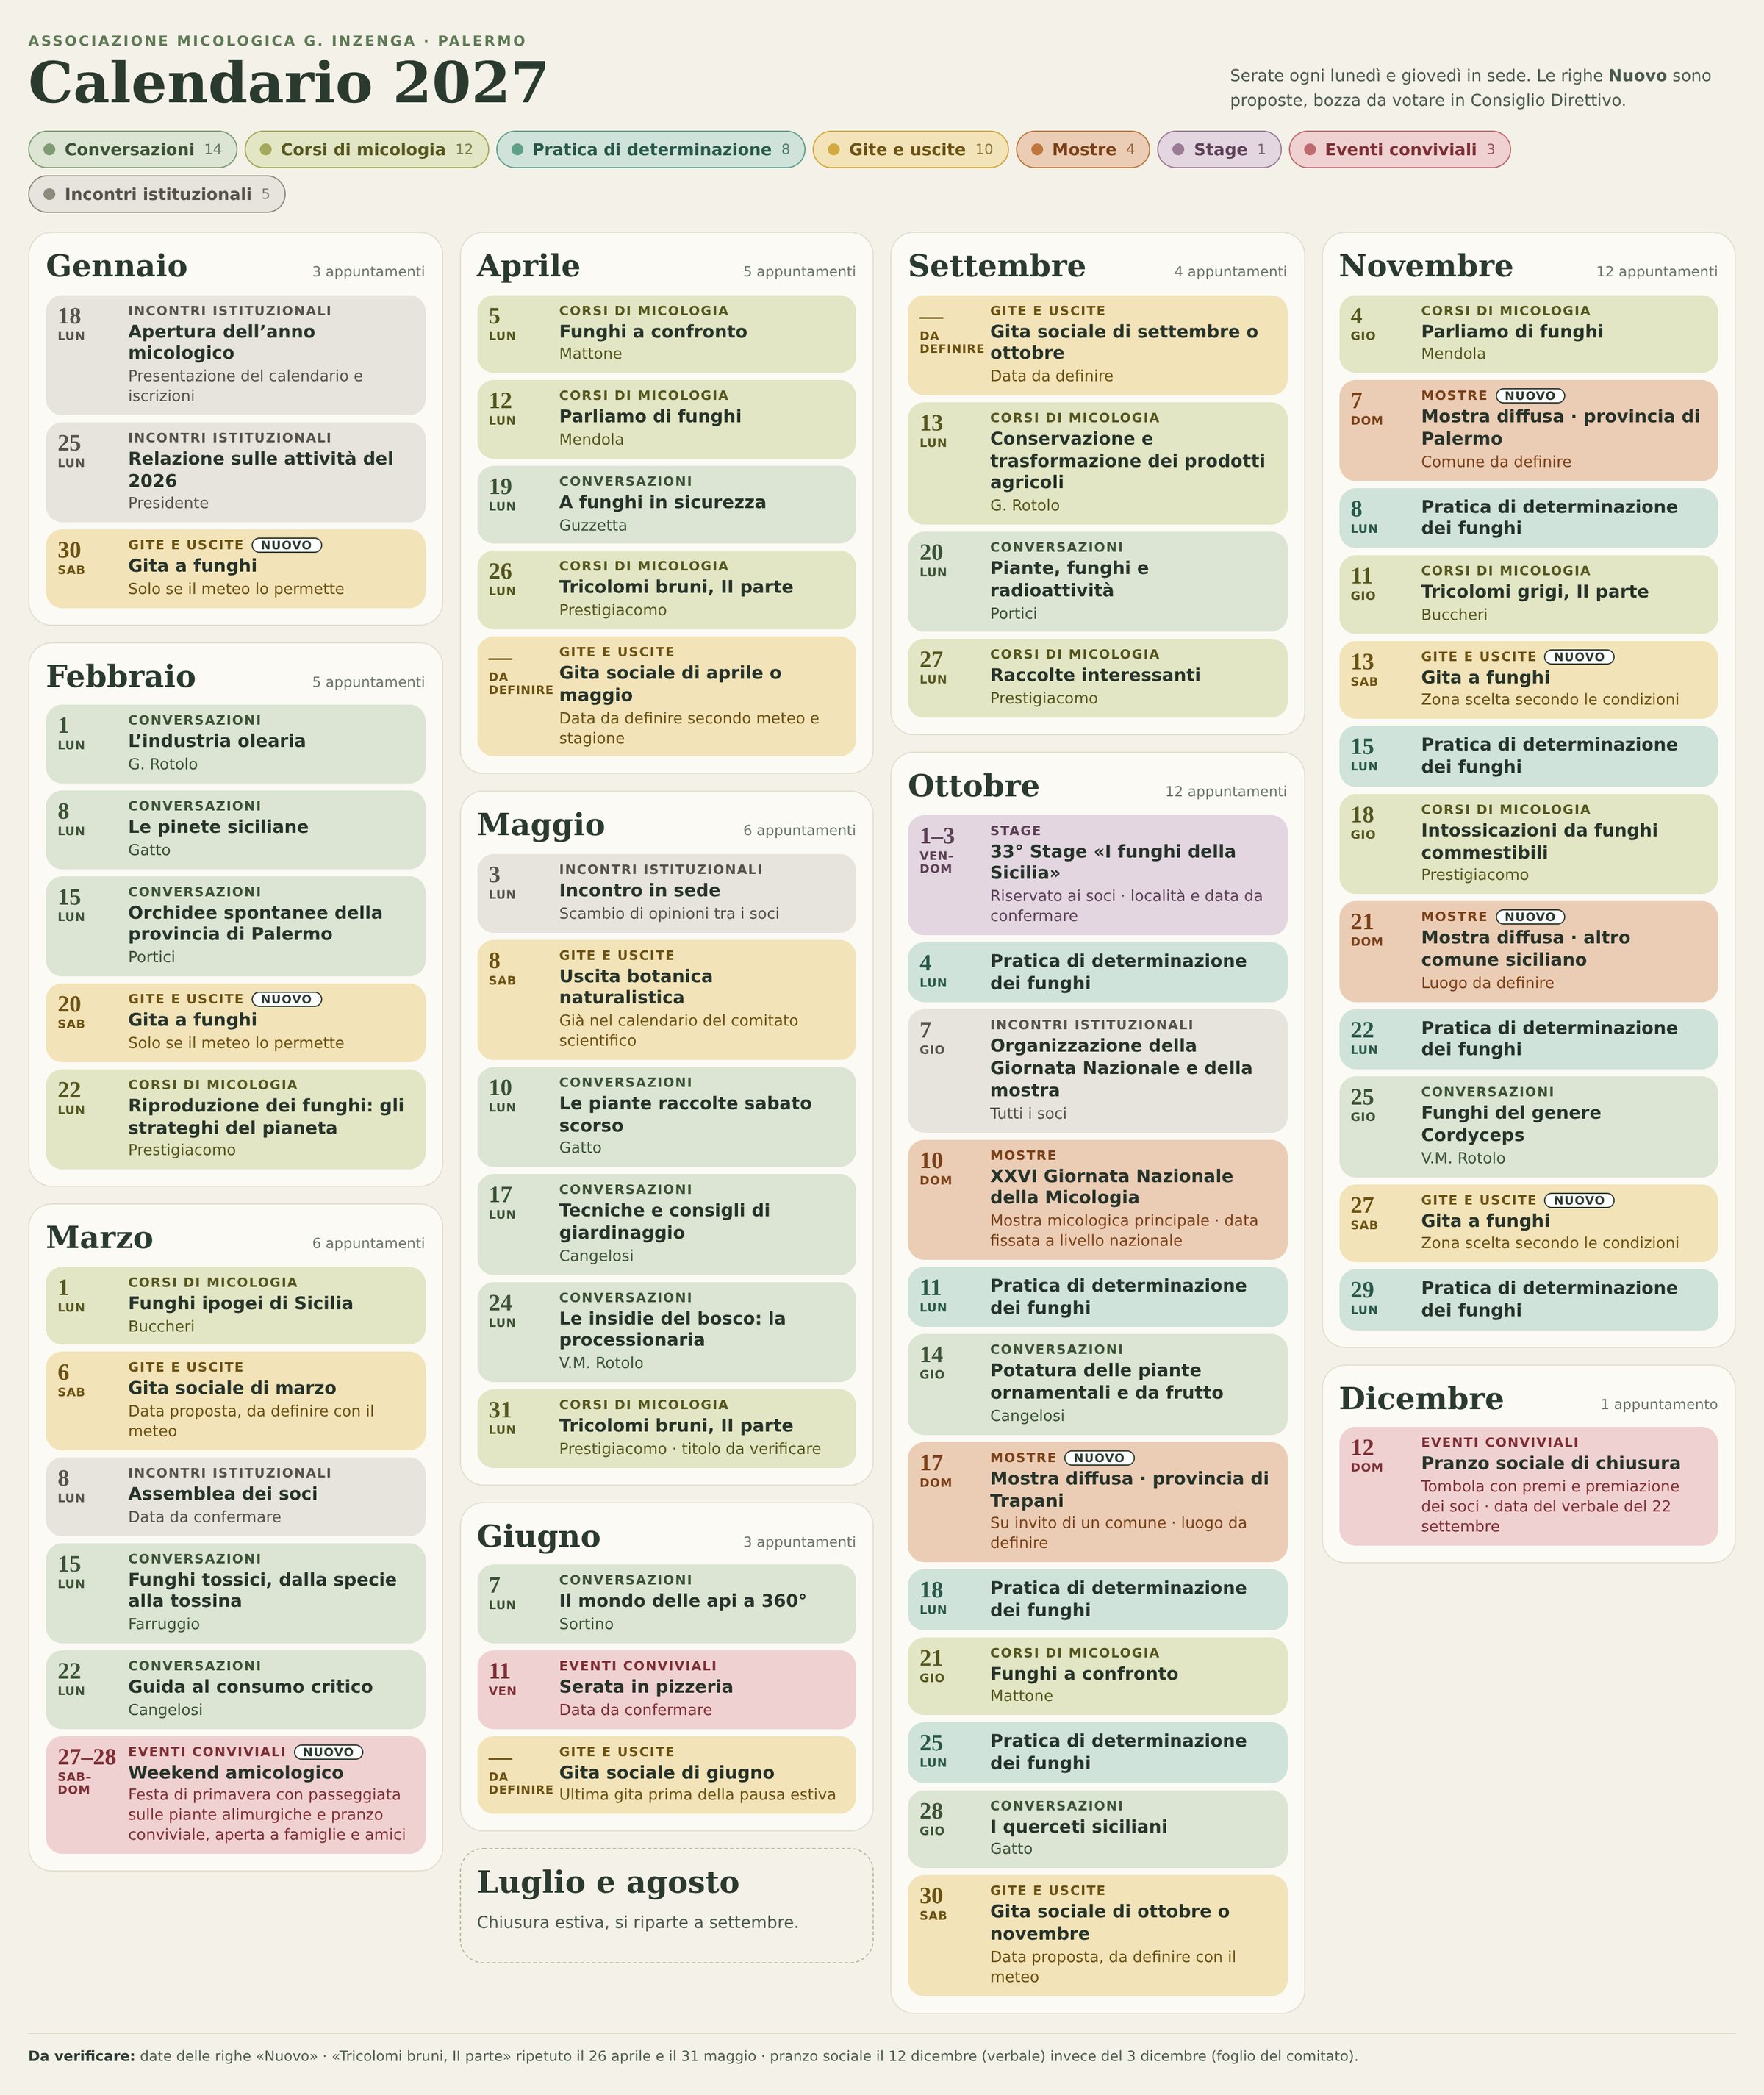 ASSOCIAZIONE MICOLOGICA G. INZENGA · PALERMO
Calendario 2027
Serate ogni lunedì e giovedì in sede. Le righe Nuovo sono
proposte, bozza da votare in Consiglio Direttivo.
Conversazioni 14
Corsi di micologia 12
Pratica di determinazione 8
Gite e uscite 10
Mostre 4
Stage 1
Eventi conviviali 3
Incontri istituzionali 5
Gennaio
3 appuntamenti
18
LUN
INCONTRI ISTITUZIONALI
Apertura dell’anno
micologico
Presentazione del calendario e
iscrizioni
25
LUN
INCONTRI ISTITUZIONALI
Relazione sulle attività del
2026
Presidente
30
SAB
GITE E USCITE NUOVO
Gita a funghi
Solo se il meteo lo permette
Febbraio
5 appuntamenti
1
LUN
CONVERSAZIONI
L’industria olearia
G. Rotolo
8
LUN
CONVERSAZIONI
Le pinete siciliane
Gatto
15
LUN
CONVERSAZIONI
Orchidee spontanee della
provincia di Palermo
Portici
20
SAB
GITE E USCITE NUOVO
Gita a funghi
Solo se il meteo lo permette
22
LUN
CORSI DI MICOLOGIA
Riproduzione dei funghi: gli
strateghi del pianeta
Prestigiacomo
Marzo
6 appuntamenti
1
LUN
CORSI DI MICOLOGIA
Funghi ipogei di Sicilia
Buccheri
6
SAB
GITE E USCITE
Gita sociale di marzo
Data proposta, da definire con il
meteo
8
LUN
INCONTRI ISTITUZIONALI
Assemblea dei soci
Data da confermare
15
LUN
CONVERSAZIONI
Funghi tossici, dalla specie
alla tossina
Farruggio
22
LUN
CONVERSAZIONI
Guida al consumo critico
Cangelosi
27–28
SAB–
DOM
EVENTI CONVIVIALI NUOVO
Weekend amicologico
Festa di primavera con passeggiata
sulle piante alimurgiche e pranzo
conviviale, aperta a famiglie e amici
Aprile
5 appuntamenti
5
LUN
CORSI DI MICOLOGIA
Funghi a confronto
Mattone
12
LUN
CORSI DI MICOLOGIA
Parliamo di funghi
Mendola
19
LUN
CONVERSAZIONI
A funghi in sicurezza
Guzzetta
26
LUN
CORSI DI MICOLOGIA
Tricolomi bruni, II parte
Prestigiacomo
—
DA
DEFINIRE
GITE E USCITE
Gita sociale di aprile o
maggio
Data da definire secondo meteo e
stagione
Maggio
6 appuntamenti
3
LUN
INCONTRI ISTITUZIONALI
Incontro in sede
Scambio di opinioni tra i soci
8
SAB
GITE E USCITE
Uscita botanica
naturalistica
Già nel calendario del comitato
scientifico
10
LUN
CONVERSAZIONI
Le piante raccolte sabato
scorso
Gatto
17
LUN
CONVERSAZIONI
Tecniche e consigli di
giardinaggio
Cangelosi
24
LUN
CONVERSAZIONI
Le insidie del bosco: la
processionaria
V.M. Rotolo
31
LUN
CORSI DI MICOLOGIA
Tricolomi bruni, II parte
Prestigiacomo · titolo da verificare
Giugno
3 appuntamenti
7
LUN
CONVERSAZIONI
Il mondo delle api a 360°
Sortino
11
VEN
EVENTI CONVIVIALI
Serata in pizzeria
Data da confermare
—
DA
DEFINIRE
GITE E USCITE
Gita sociale di giugno
Ultima gita prima della pausa estiva
Luglio e agosto
Chiusura estiva, si riparte a settembre.
Settembre
4 appuntamenti
—
DA
DEFINIRE
GITE E USCITE
Gita sociale di settembre o
ottobre
Data da definire
13
LUN
CORSI DI MICOLOGIA
Conservazione e
trasformazione dei prodotti
agricoli
G. Rotolo
20
LUN
CONVERSAZIONI
Piante, funghi e
radioattività
Portici
27
LUN
CORSI DI MICOLOGIA
Raccolte interessanti
Prestigiacomo
Ottobre
12 appuntamenti
1–3
VEN–
DOM
STAGE
33° Stage «I funghi della
Sicilia»
Riservato ai soci · località e data da
confermare
4
LUN
Pratica di determinazione
dei funghi
7
GIO
INCONTRI ISTITUZIONALI
Organizzazione della
Giornata Nazionale e della
mostra
Tutti i soci
10
DOM
MOSTRE
XXVI Giornata Nazionale
della Micologia
Mostra micologica principale · data
fissata a livello nazionale
11
LUN
Pratica di determinazione
dei funghi
14
GIO
CONVERSAZIONI
Potatura delle piante
ornamentali e da frutto
Cangelosi
17
DOM
MOSTRE NUOVO
Mostra diffusa · provincia di
Trapani
Su invito di un comune · luogo da
definire
18
LUN
Pratica di determinazione
dei funghi
21
GIO
CORSI DI MICOLOGIA
Funghi a confronto
Mattone
25
LUN
Pratica di determinazione
dei funghi
28
GIO
CONVERSAZIONI
I querceti siciliani
Gatto
30
SAB
GITE E USCITE
Gita sociale di ottobre o
novembre
Data proposta, da definire con il
meteo
Novembre
12 appuntamenti
4
GIO
CORSI DI MICOLOGIA
Parliamo di funghi
Mendola
7
DOM
MOSTRE NUOVO
Mostra diffusa · provincia di
Palermo
Comune da definire
8
LUN
Pratica di determinazione
dei funghi
11
GIO
CORSI DI MICOLOGIA
Tricolomi grigi, II parte
Buccheri
13
SAB
GITE E USCITE NUOVO
Gita a funghi
Zona scelta secondo le condizioni
15
LUN
Pratica di determinazione
dei funghi
18
GIO
CORSI DI MICOLOGIA
Intossicazioni da funghi
commestibili
Prestigiacomo
21
DOM
MOSTRE NUOVO
Mostra diffusa · altro
comune siciliano
Luogo da definire
22
LUN
Pratica di determinazione
dei funghi
25
GIO
CONVERSAZIONI
Funghi del genere
Cordyceps
V.M. Rotolo
27
SAB
GITE E USCITE NUOVO
Gita a funghi
Zona scelta secondo le condizioni
29
LUN
Pratica di determinazione
dei funghi
Dicembre
1 appuntamento
12
DOM
EVENTI CONVIVIALI
Pranzo sociale di chiusura
Tombola con premi e premiazione
dei soci · data del verbale del 22
settembre
Da verificare: date delle righe «Nuovo» · «Tricolomi bruni, II parte» ripetuto il 26 aprile e il 31 maggio · pranzo sociale il 12 dicembre (verbale) invece del 3 dicembre (foglio del comitato).